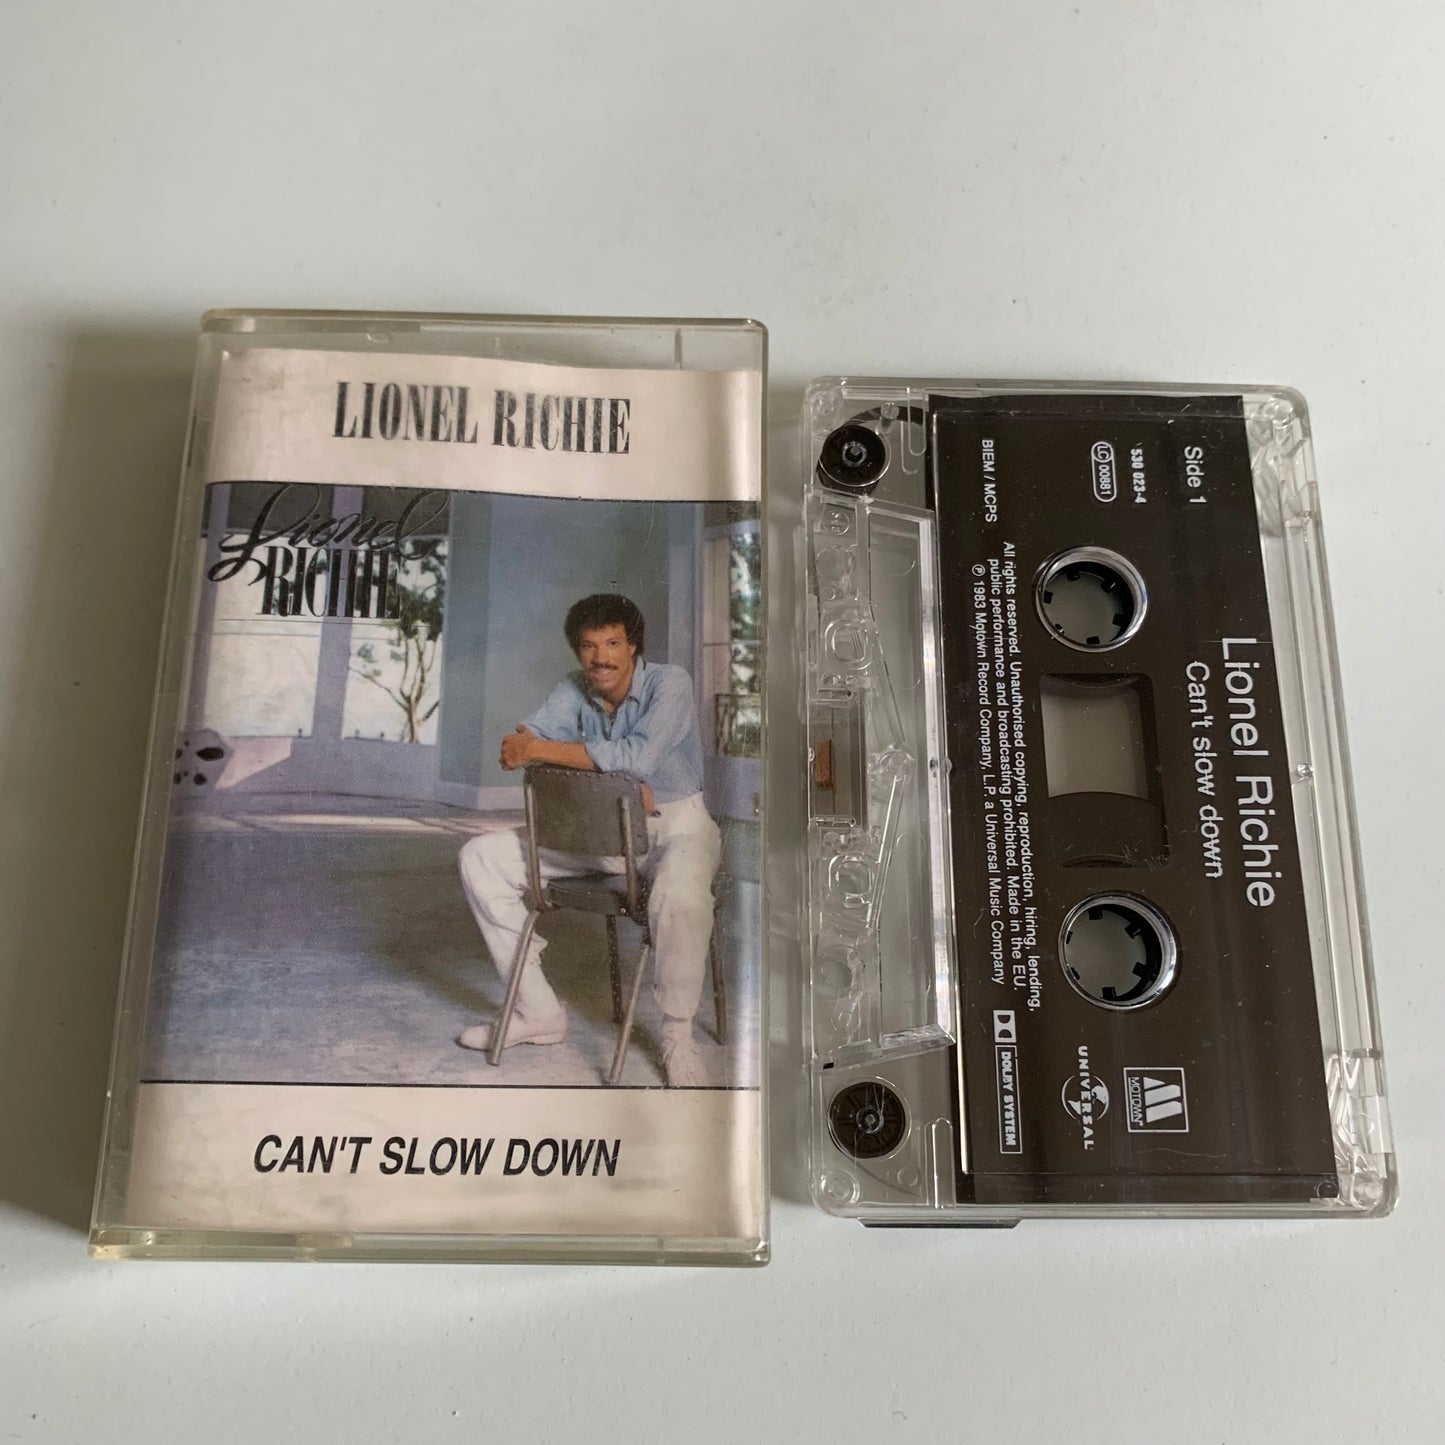 LIONEL RICHIE
Lionel
RICHIE
CAN'T SLOW DOWN
Lionel Richie
Can't slow down
Side 1
530 023-4
LC 00881
BIEM / MCPS
All rights reserved. Unauthorised copying, reproduction, hiring, lending,
public performance and broadcasting prohibited. Made in the EU.
℗ 1983 Motown Record Company, L.P. a Universal Music Company
DOLBY SYSTEM
UNIVERSAL
M
MOTOWN